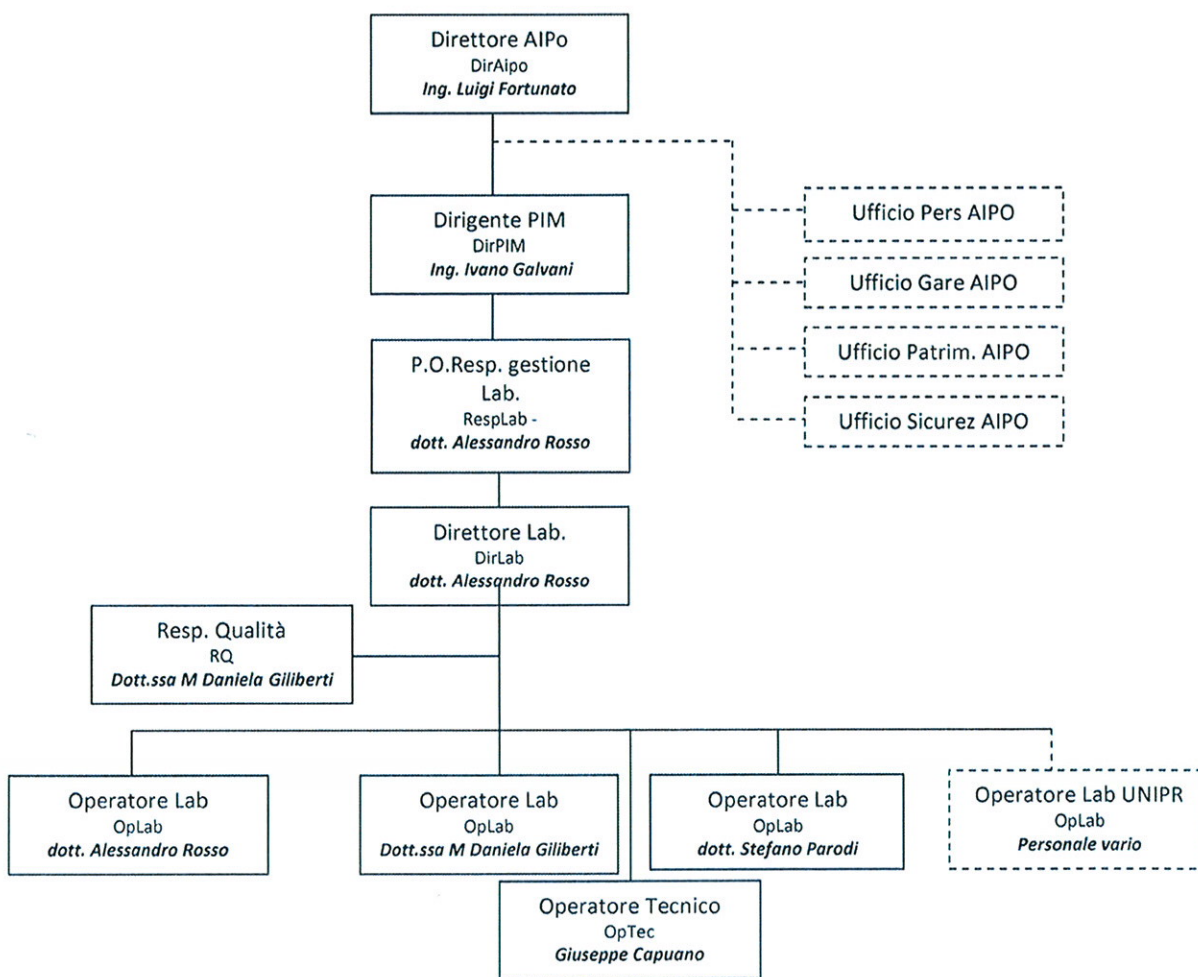 Direttore AIPo
DirAipo
Ing. Luigi Fortunato
Dirigente PIM
DirPIM
Ing. Ivano Galvani
Ufficio Pers AIPO
Ufficio Gare AIPO
Ufficio Patrim. AIPO
Ufficio Sicurez AIPO
P.O.Resp. gestione
Lab.
RespLab -
dott. Alessandro Rosso
Direttore Lab.
DirLab
dott. Alessandro Rosso
Resp. Qualità
RQ
Dott.ssa M Daniela Giliberti
Operatore Lab
OpLab
dott. Alessandro Rosso
Operatore Lab
OpLab
Dott.ssa M Daniela Giliberti
Operatore Lab
OpLab
dott. Stefano Parodi
Operatore Lab UNIPR
OpLab
Personale vario
Operatore Tecnico
OpTec
Giuseppe Capuano